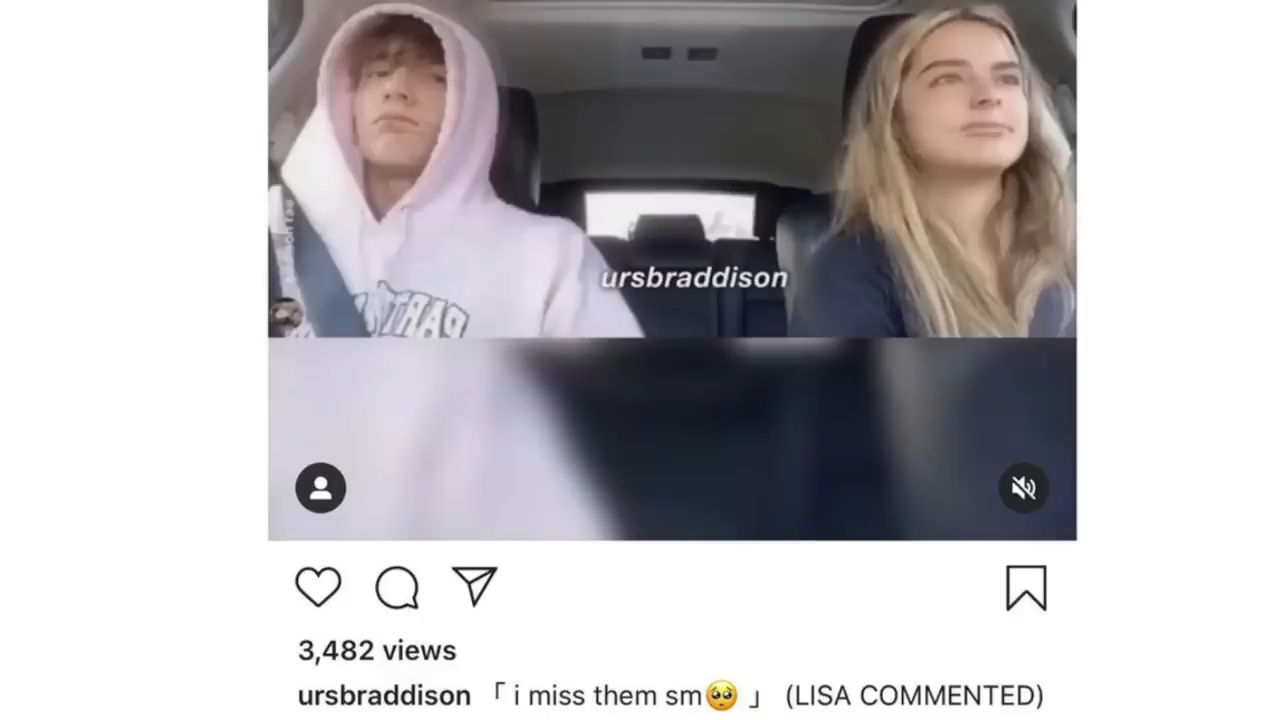 ursbraddison
3,482 views
ursbraddison 「 i miss them sm🥺 」 (LISA COMMENTED)